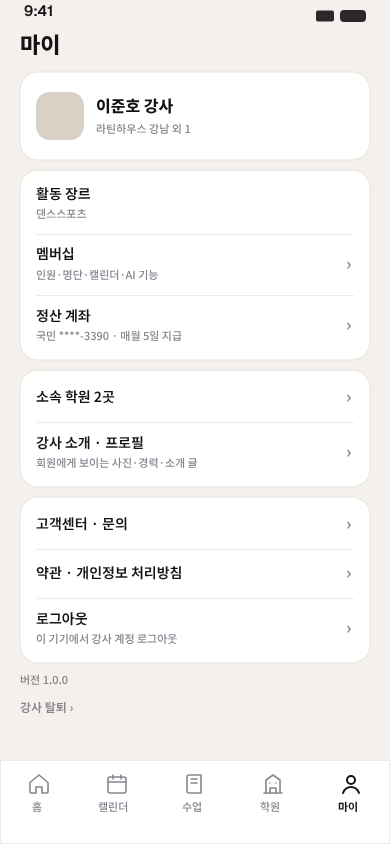 9:41
마이
이준호 강사
라틴하우스 강남 외 1
활동 장르
댄스스포츠
멤버십
인원·명단·캘린더·AI 기능
정산 계좌
국민 ****-3390 · 매월 5일 지급
소속 학원 2곳
강사 소개 · 프로필
회원에게 보이는 사진·경력·소개 글
고객센터 · 문의
약관 · 개인정보 처리방침
로그아웃
이 기기에서 강사 계정 로그아웃
버전 1.0.0
강사 탈퇴 ›
홈 캘린더 수업 학원 마이